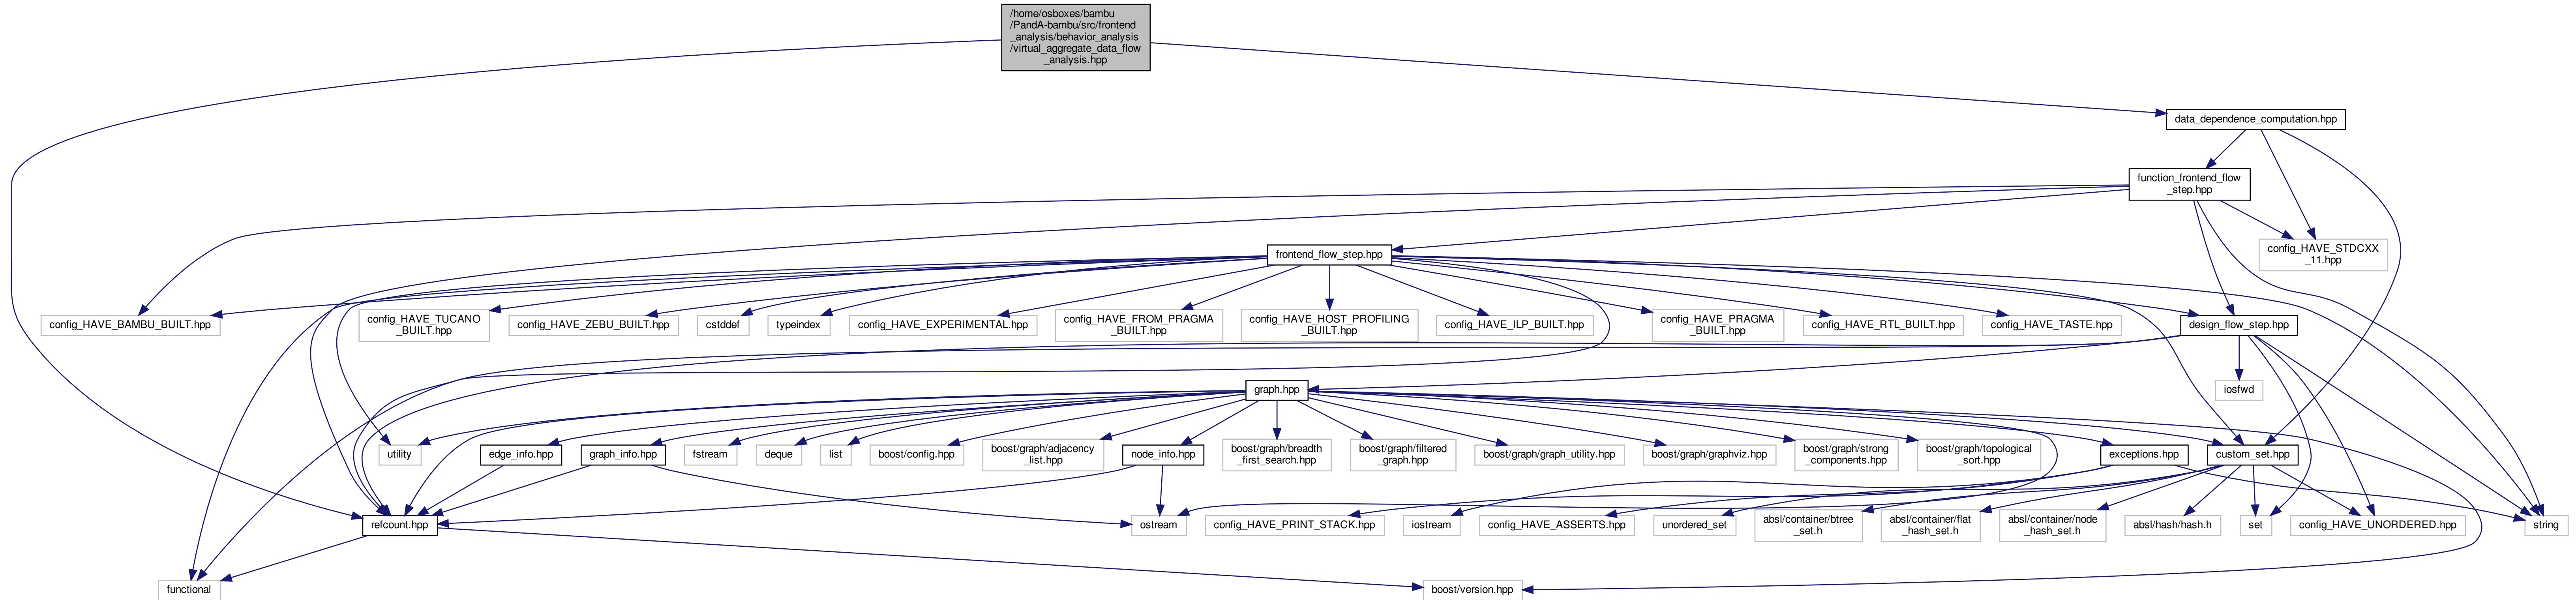 /home/osboxes/bambu
/PandA-bambu/src/frontend
_analysis/behavior_analysis
/virtual_aggregate_data_flow
_analysis.hpp
data_dependence_computation.hpp
function_frontend_flow
_step.hpp
config_HAVE_STDCXX
_11.hpp
frontend_flow_step.hpp
config_HAVE_BAMBU_BUILT.hpp
config_HAVE_TUCANO
_BUILT.hpp
config_HAVE_ZEBU_BUILT.hpp
cstddef
typeindex
config_HAVE_EXPERIMENTAL.hpp
config_HAVE_FROM_PRAGMA
_BUILT.hpp
config_HAVE_HOST_PROFILING
_BUILT.hpp
config_HAVE_ILP_BUILT.hpp
config_HAVE_PRAGMA
_BUILT.hpp
config_HAVE_RTL_BUILT.hpp
config_HAVE_TASTE.hpp
design_flow_step.hpp
graph.hpp
iosfwd
utility
edge_info.hpp
graph_info.hpp
fstream
deque
list
boost/config.hpp
boost/graph/adjacency
_list.hpp
node_info.hpp
boost/graph/breadth
_first_search.hpp
boost/graph/filtered
_graph.hpp
boost/graph/graph_utility.hpp
boost/graph/graphviz.hpp
boost/graph/strong
_components.hpp
boost/graph/topological
_sort.hpp
exceptions.hpp
custom_set.hpp
refcount.hpp
ostream
config_HAVE_PRINT_STACK.hpp
iostream
config_HAVE_ASSERTS.hpp
unordered_set
absl/container/btree
_set.h
absl/container/flat
_hash_set.h
absl/container/node
_hash_set.h
absl/hash/hash.h
set
config_HAVE_UNORDERED.hpp
string
functional
boost/version.hpp